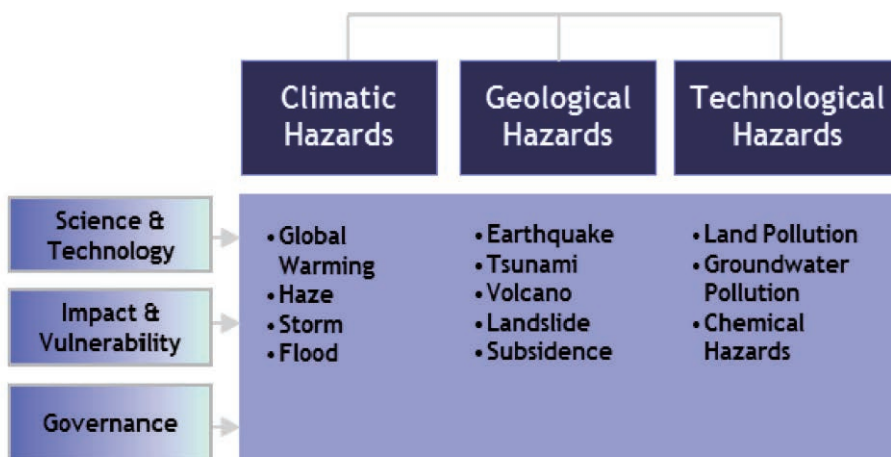 Climatic
Hazards
Geological
Hazards
Technological
Hazards
Science &
Technology
Impact &
Vulnerability
Governance
• Global
Warming
• Haze
• Storm
• Flood
• Earthquake
• Tsunami
• Volcano
• Landslide
• Subsidence
• Land Pollution
• Groundwater
Pollution
• Chemical
Hazards